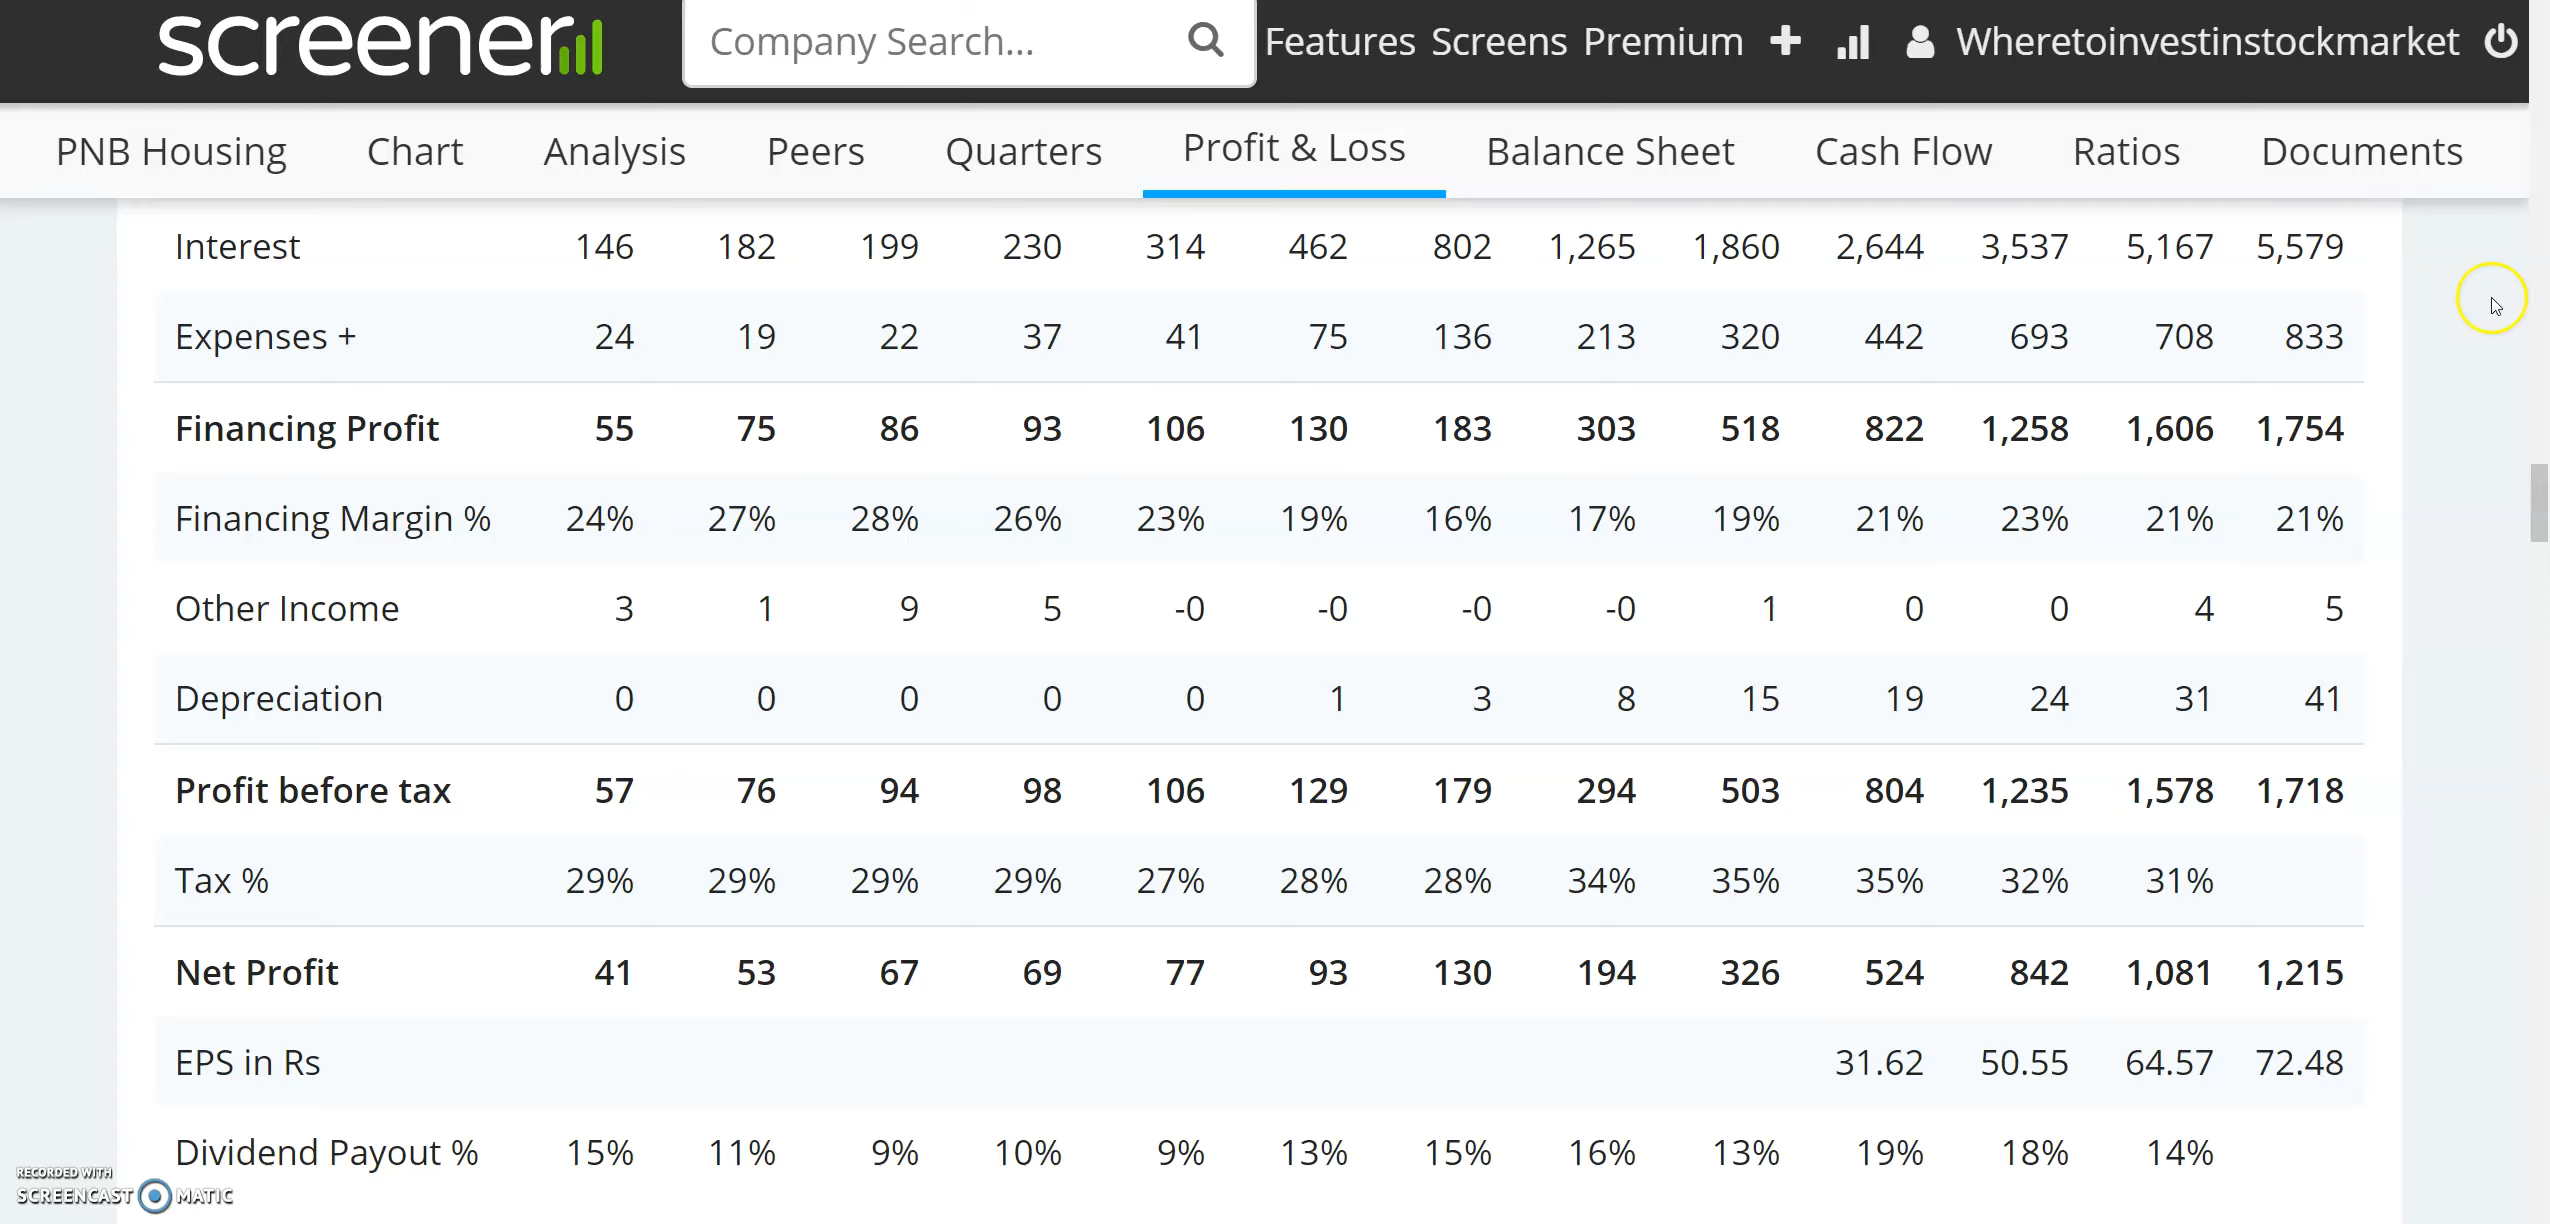 screener Company Search... Features Screens Premium Wheretoinvestinstockmarket
PNB Housing Chart Analysis Peers Quarters Profit & Loss Balance Sheet Cash Flow Ratios Documents
Interest 146 182 199 230 314 462 802 1,265 1,860 2,644 3,537 5,167 5,579
Expenses + 24 19 22 37 41 75 136 213 320 442 693 708 833
Financing Profit 55 75 86 93 106 130 183 303 518 822 1,258 1,606 1,754
Financing Margin % 24% 27% 28% 26% 23% 19% 16% 17% 19% 21% 23% 21% 21%
Other Income 3 1 9 5 -0 -0 -0 -0 1 0 0 4 5
Depreciation 0 0 0 0 0 1 3 8 15 19 24 31 41
Profit before tax 57 76 94 98 106 129 179 294 503 804 1,235 1,578 1,718
Tax % 29% 29% 29% 29% 27% 28% 28% 34% 35% 35% 32% 31%
Net Profit 41 53 67 69 77 93 130 194 326 524 842 1,081 1,215
EPS in Rs 31.62 50.55 64.57 72.48
Dividend Payout % 15% 11% 9% 10% 9% 13% 15% 16% 13% 19% 18% 14%
RECORDED WITH
SCREENCAST MATIC